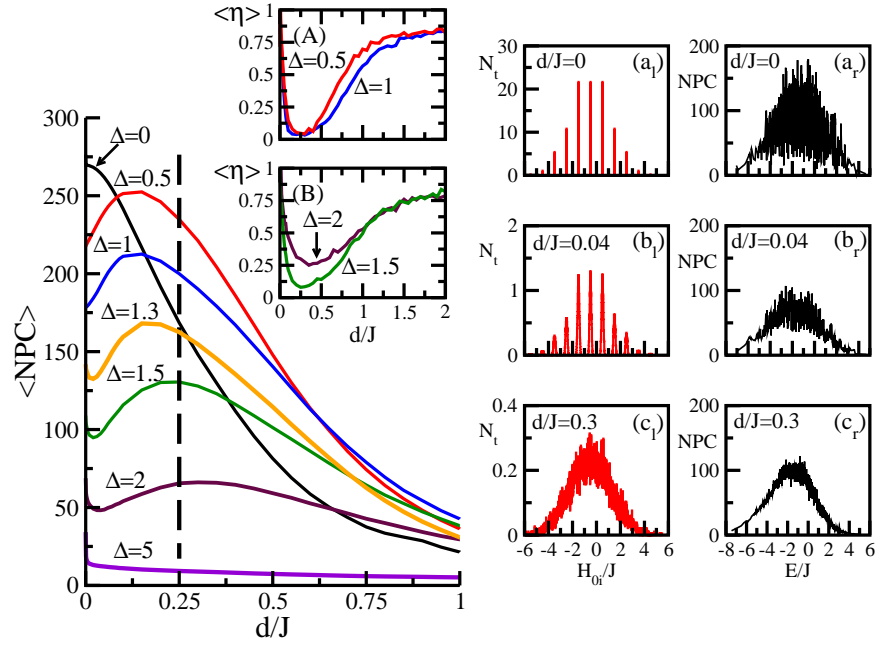 <η>
1
0.75
0.5
0.25
0
(A)
Δ=0.5
Δ=1
<η>
1
0.75
0.5
0.25
0
(B)
Δ=2
Δ=1.5
0 0.5 1 1.5 2
d/J
<NPC>
300
250
200
150
100
50
0
Δ=0
Δ=0.5
Δ=1
Δ=1.3
Δ=1.5
Δ=2
Δ=5
0 0.25 0.5 0.75 1
d/J
N_t
30
20
10
0
d/J=0
(a_l)
NPC
200
100
0
d/J=0
(a_r)
N_t
2
1
0
d/J=0.04
(b_l)
NPC
200
100
0
d/J=0.04
(b_r)
N_t
0.4
0.2
0
d/J=0.3
(c_l)
-6 -4 -2 0 2 4 6
H_{0i}/J
NPC
200
100
0
d/J=0.3
(c_r)
-8 -6 -4 -2 0 2 4 6
E/J